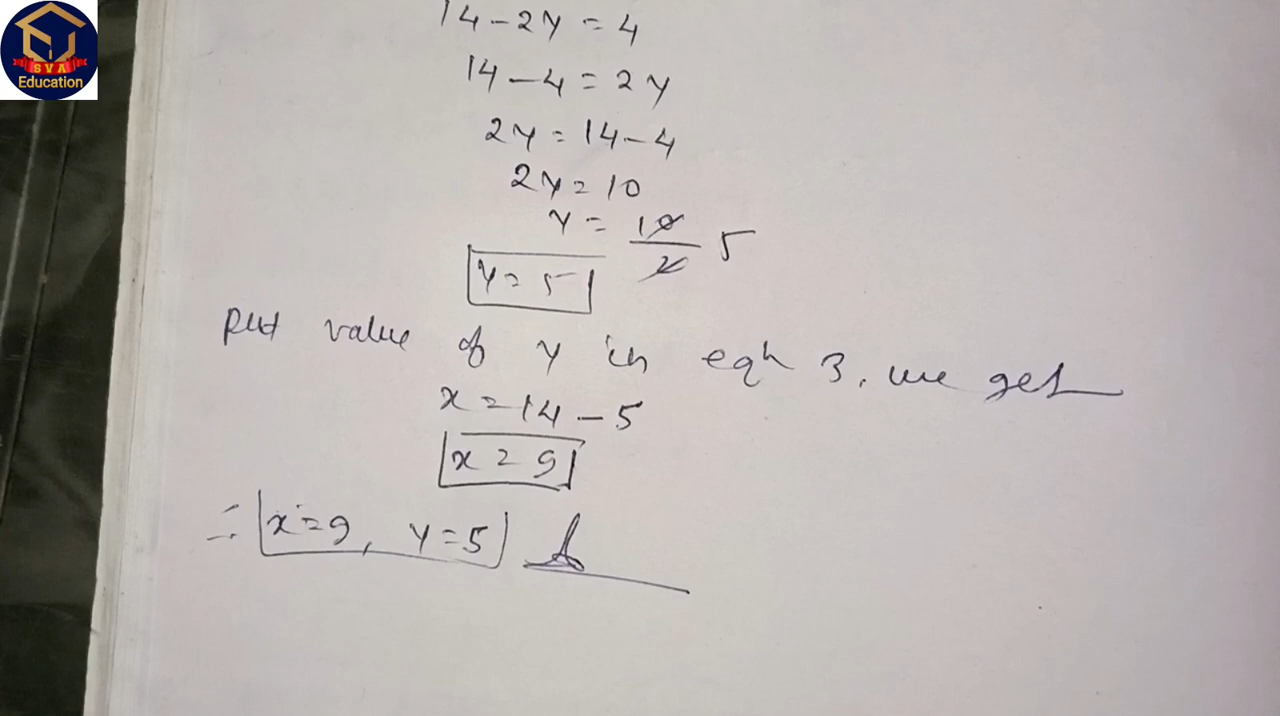 SVA
Education
14-2y=4
14-4=2y
2y=14-4
2y=10
y=10/2 5
y=5
put value of y in eqn 3, we get
x=14-5
x=9
∴ x=9, y=5